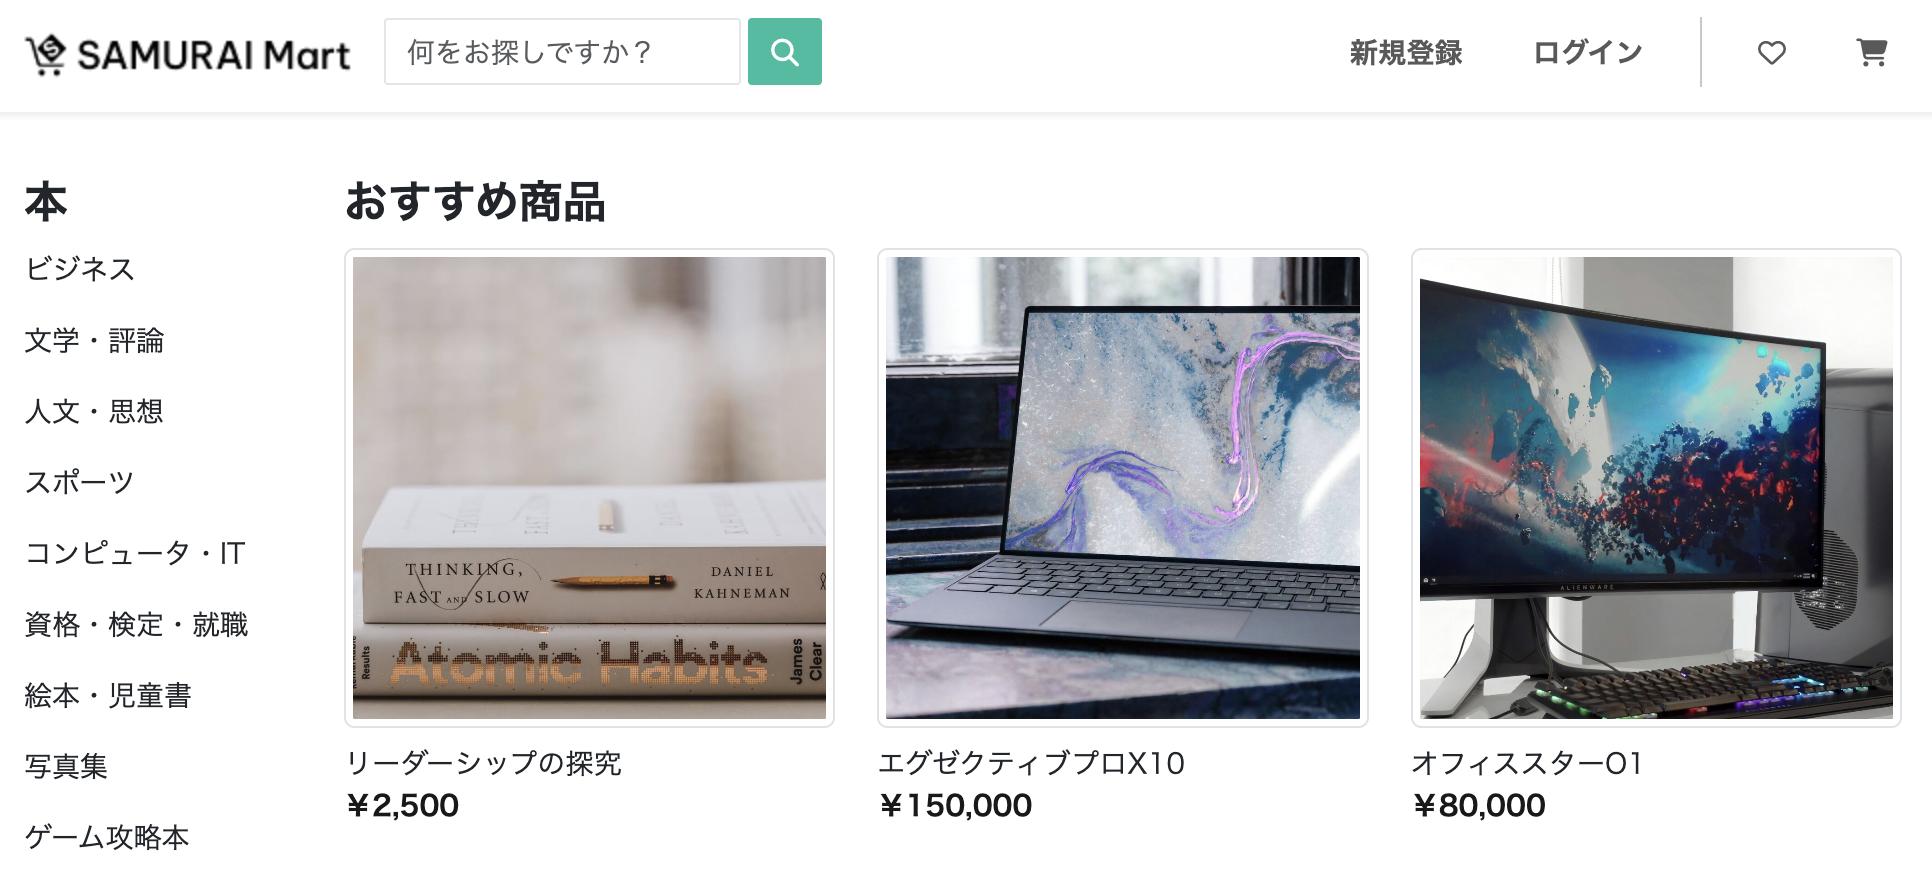 SAMURAI Mart
何をお探しですか？
新規登録
ログイン
本
ビジネス
文学・評論
人文・思想
スポーツ
コンピュータ・IT
資格・検定・就職
絵本・児童書
写真集
ゲーム攻略本
おすすめ商品
THINKING,
FAST AND SLOW
DANIEL
KAHNEMAN
Results
Atomic Habits
James
Clear
リーダーシップの探究
￥2,500
エグゼクティブプロX10
￥150,000
ALIENWARE
オフィススターO1
￥80,000